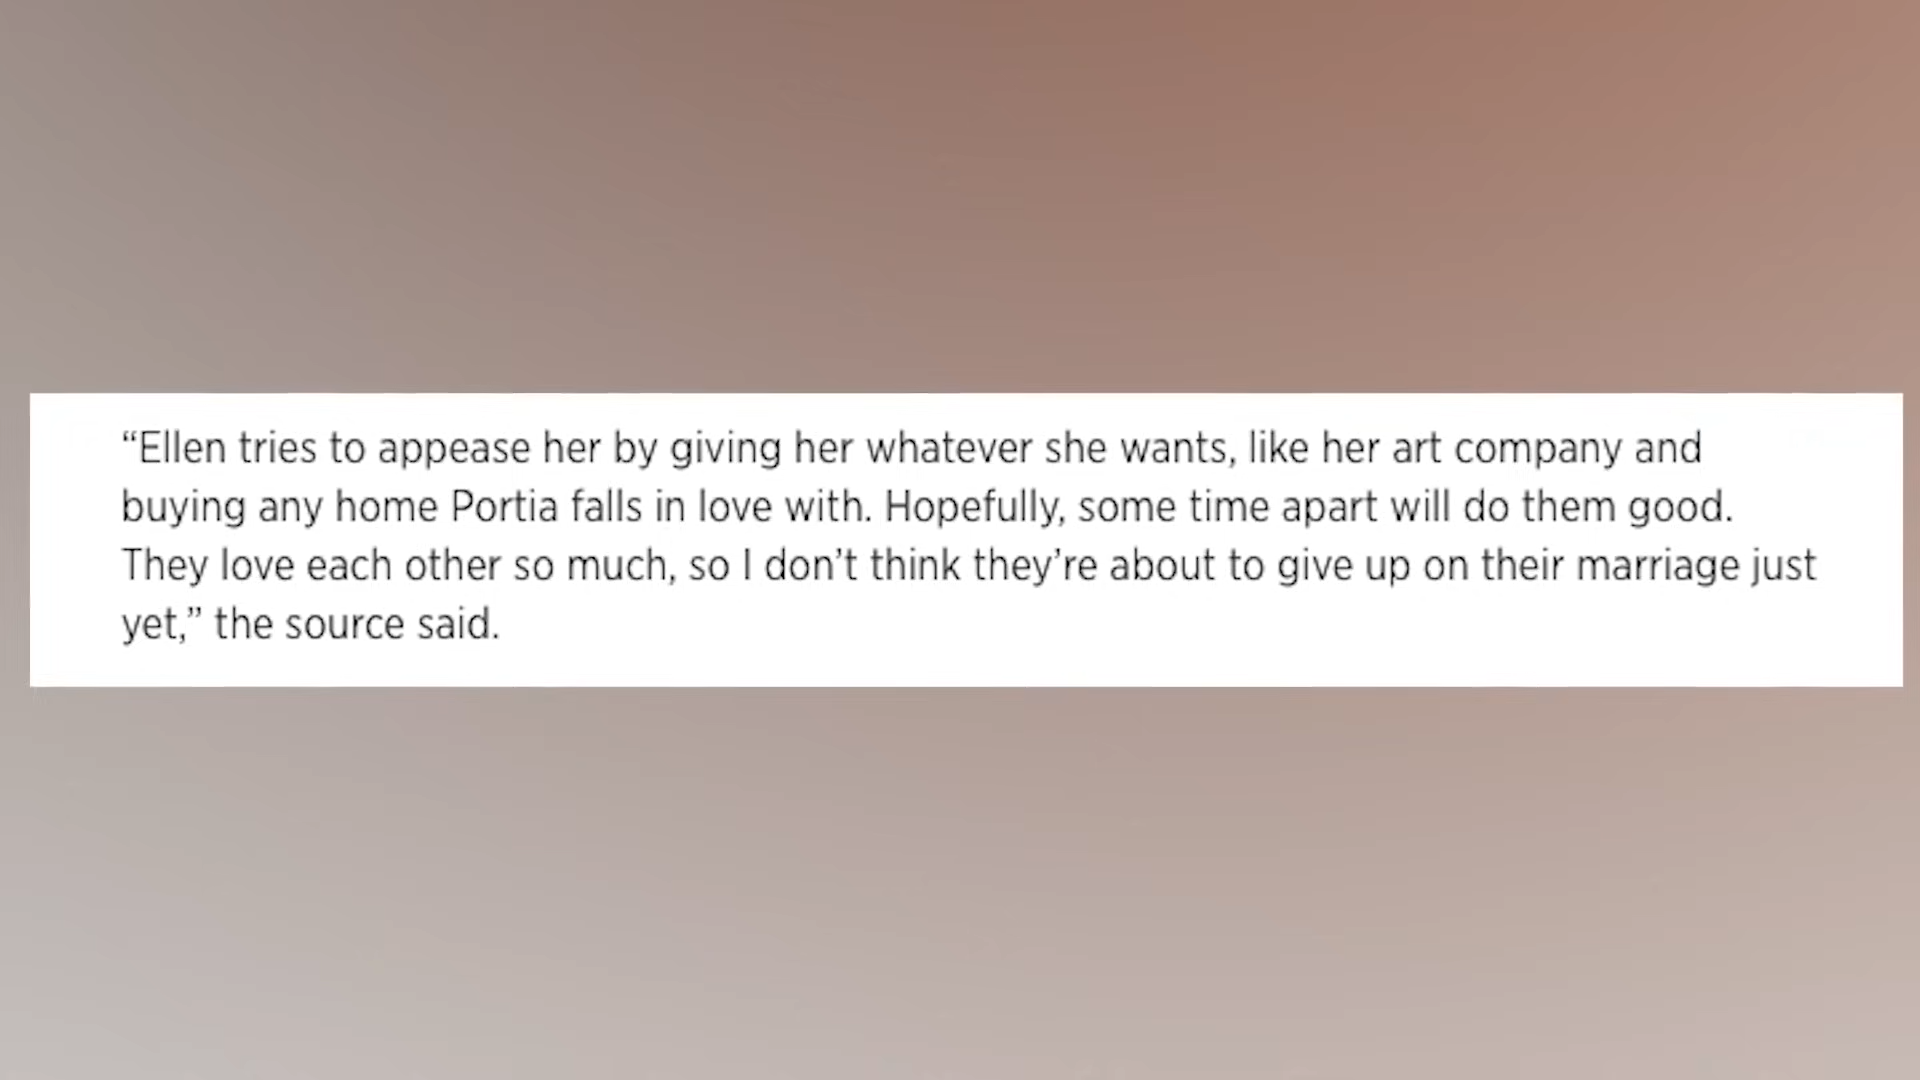 “Ellen tries to appease her by giving her whatever she wants, like her art company and
buying any home Portia falls in love with. Hopefully, some time apart will do them good.
They love each other so much, so I don’t think they’re about to give up on their marriage just
yet,” the source said.